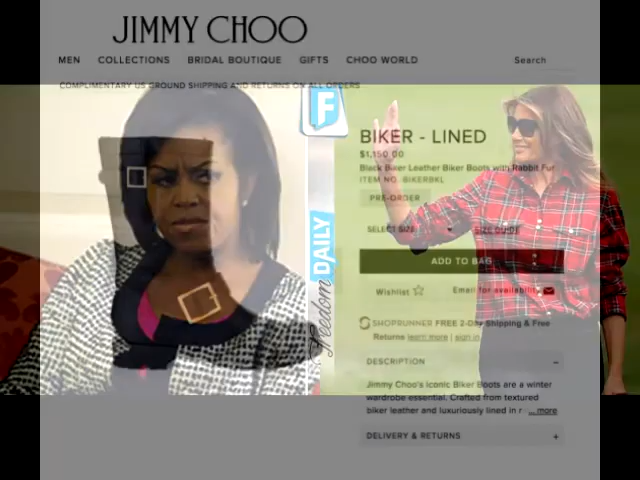 JIMMY CHOO
MEN COLLECTIONS BRIDAL BOUTIQUE GIFTS CHOO WORLD Search
COMPLIMENTARY US GROUND SHIPPING AND RETURNS ON ALL ORDERS
F
Freedom DAILY
BIKER - LINED
$1,150.00
Black Biker Leather Biker Boots with Rabbit Fur
ITEM NO. BIKERBKL
PRE-ORDER
SELECT SIZE SIZE GUIDE
ADD TO BAG
Wishlist Email for availability
SHOPRUNNER FREE 2-Day Shipping & Free
Returns learn more | sign in
DESCRIPTION –
Jimmy Choo's iconic Biker Boots are a winter
wardrobe essential. Crafted from textured
biker leather and luxuriously lined in r ... more
DELIVERY & RETURNS +